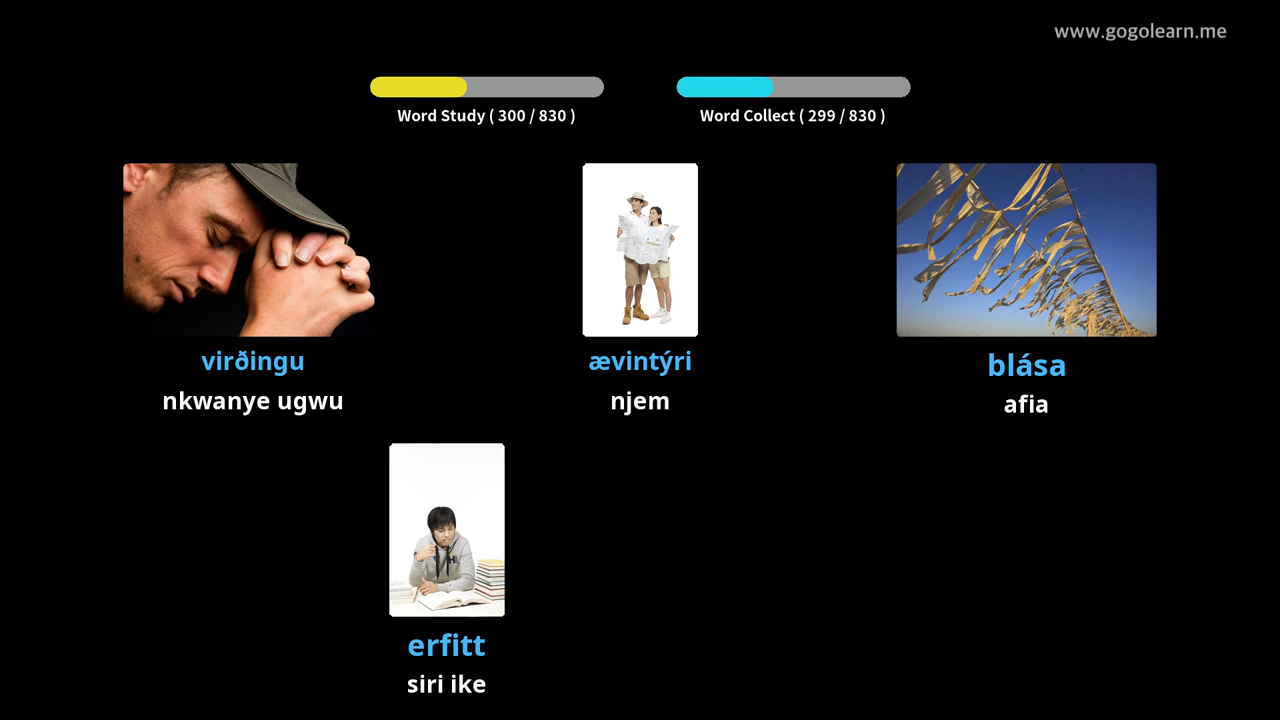 www.gogolearn.me
Word Study ( 300 / 830 )
Word Collect ( 299 / 830 )
virðingu
nkwanye ugwu
ævintýri
njem
blása
afia
erfitt
siri ike